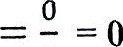 = 0/— = 0